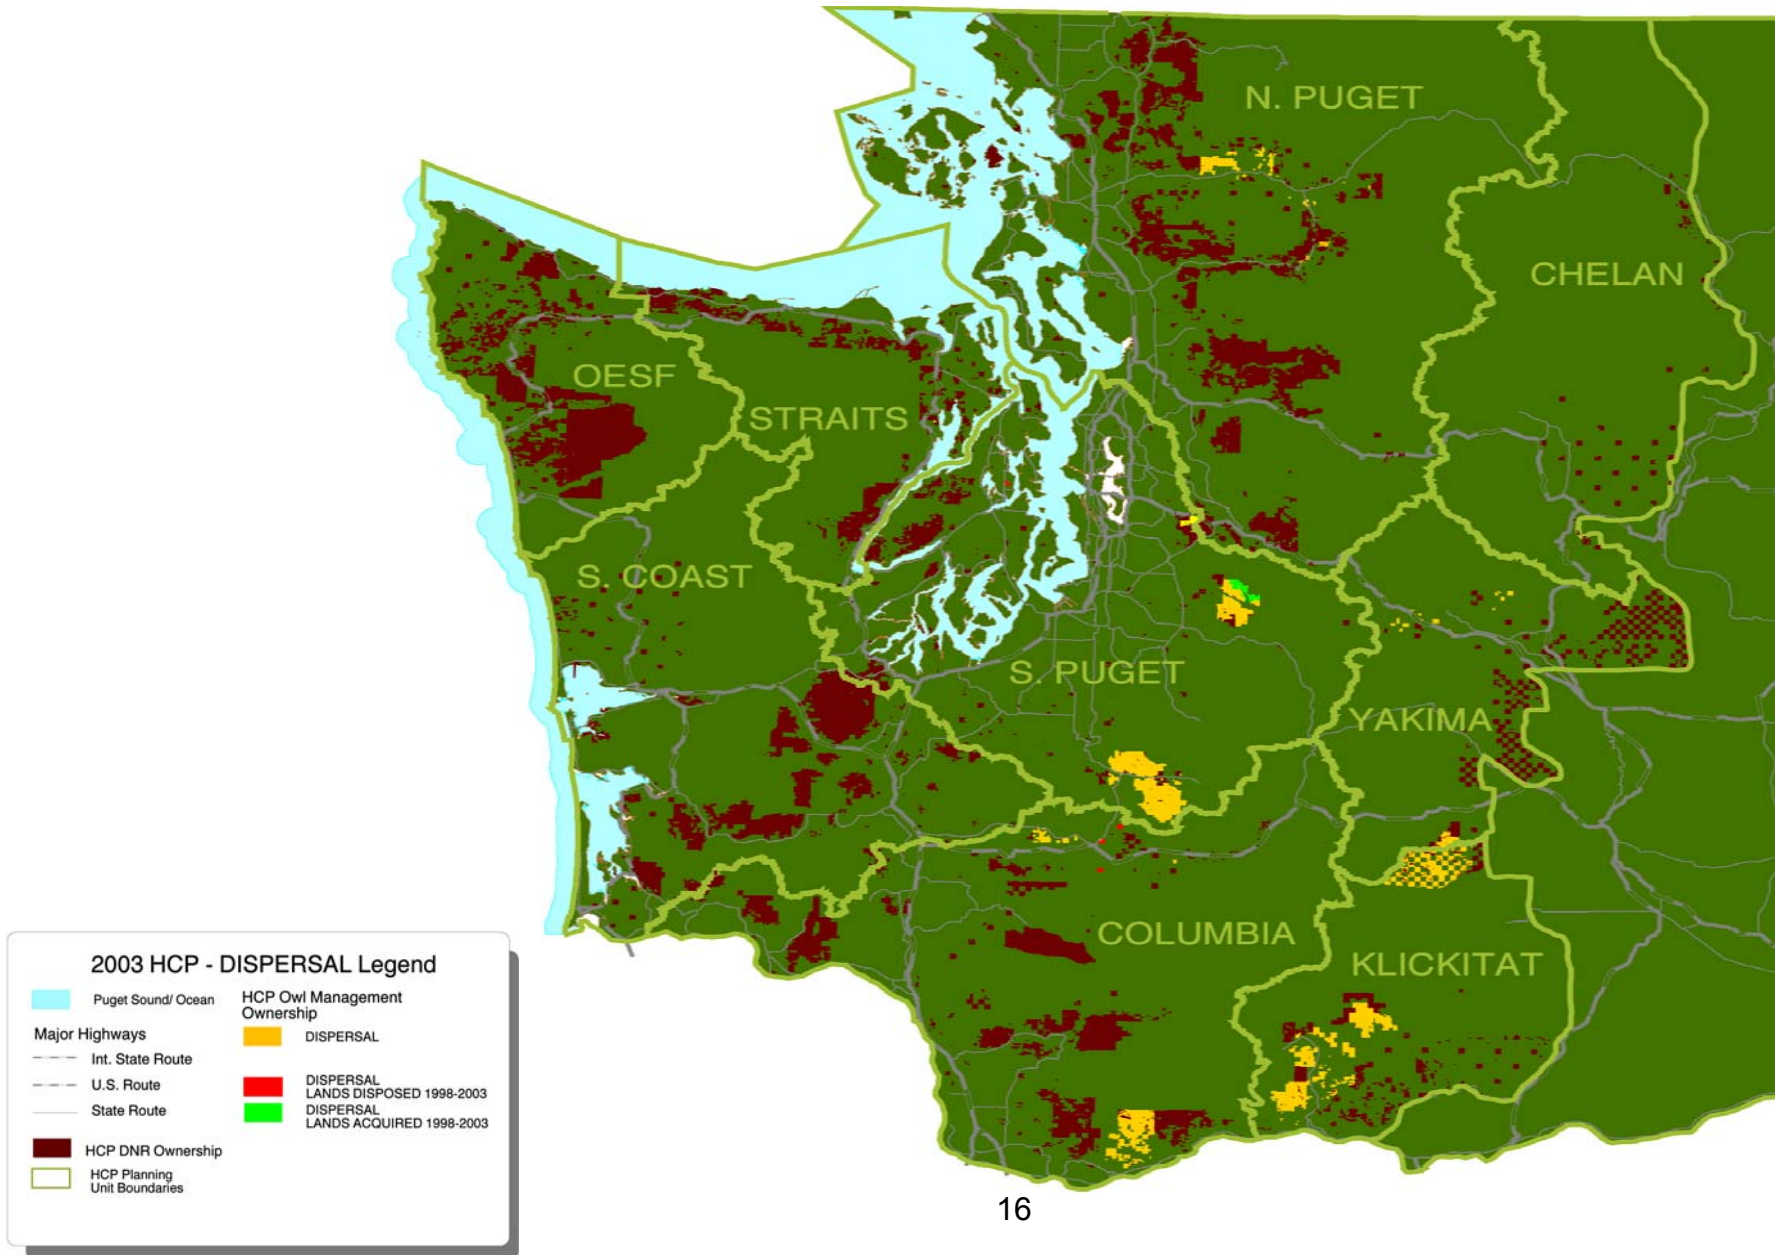 N. PUGET
CHELAN
OESF
STRAITS
S. COAST
S. PUGET
YAKIMA
COLUMBIA
KLICKITAT
2003 HCP - DISPERSAL Legend
Puget Sound/ Ocean
Major Highways
Int. State Route
U.S. Route
State Route
HCP DNR Ownership
HCP Planning
Unit Boundaries
HCP Owl Management
Ownership
DISPERSAL
DISPERSAL
LANDS DISPOSED 1998-2003
DISPERSAL
LANDS ACQUIRED 1998-2003
16